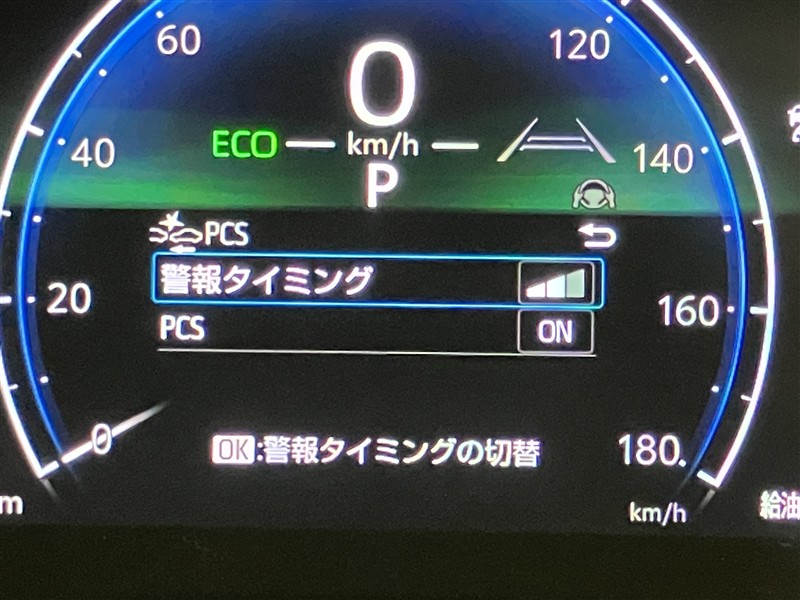 60
120
0
ECO
km/h
40
140
P
PCS
警報タイミング
20
160
PCS
ON
0
OK:警報タイミングの切替
180
m
km/h
給油